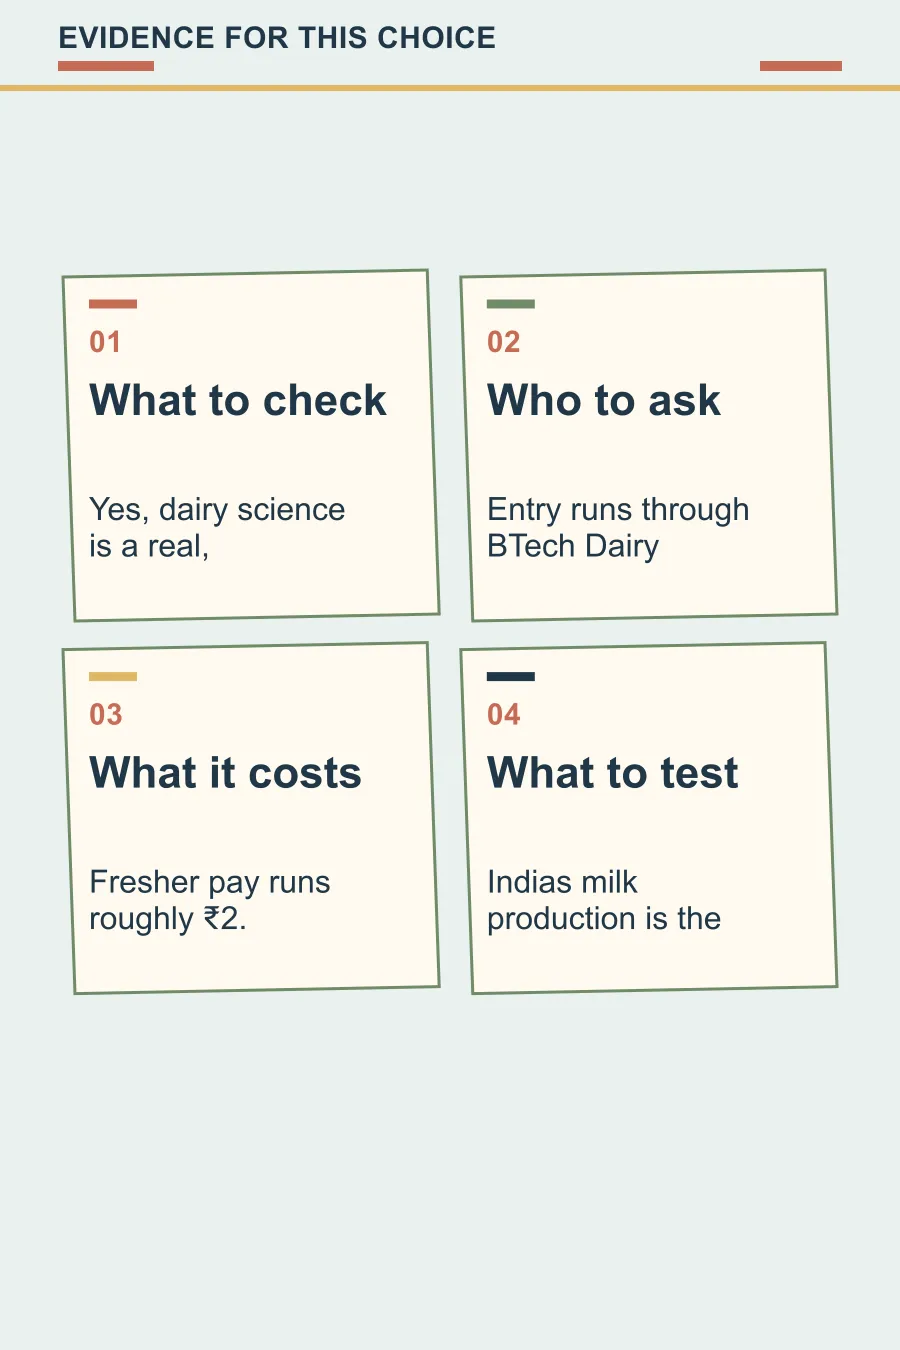 EVIDENCE FOR THIS CHOICE
01
What to check
Yes, dairy science
is a real,
02
Who to ask
Entry runs through
BTech Dairy
03
What it costs
Fresher pay runs
roughly ₹2.
04
What to test
Indias milk
production is the